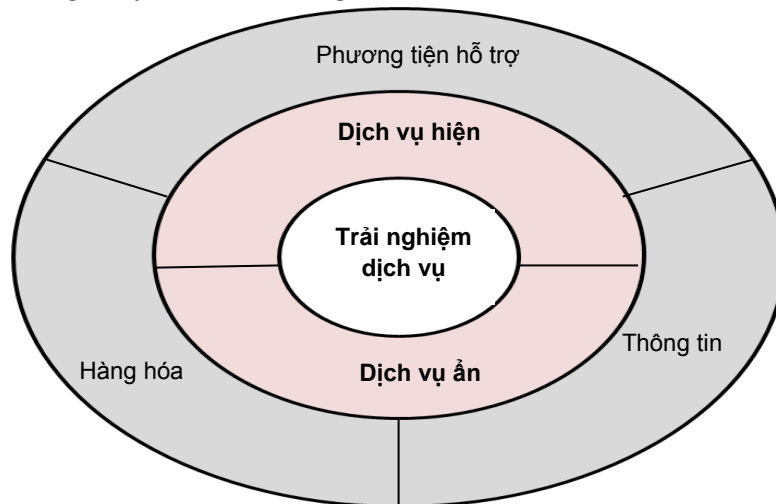 Phương tiện hỗ trợ
Dịch vụ hiện
Trải nghiệm
dịch vụ
Thông tin
Hàng hóa
Dịch vụ ẩn